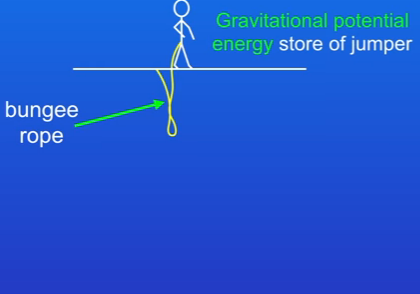 Gravitational potential
energy store of jumper
bungee
rope